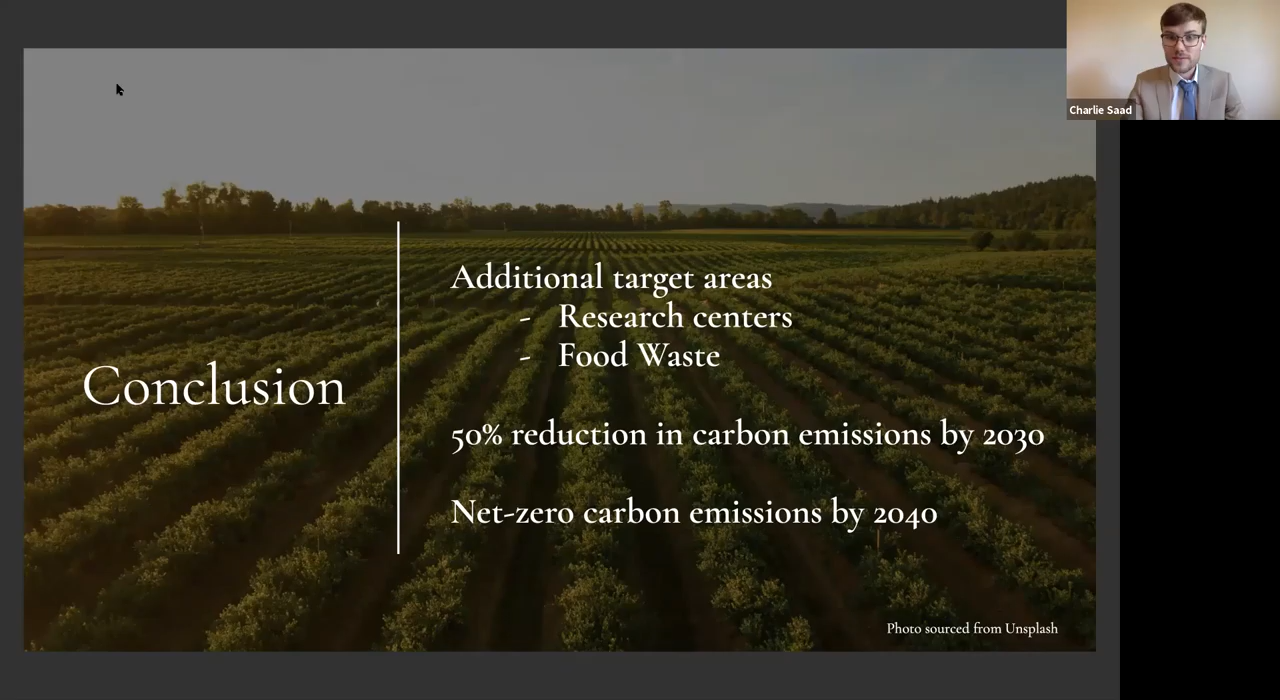 Charlie Saad
Conclusion
Additional target areas
- Research centers
- Food Waste
50% reduction in carbon emissions by 2030
Net-zero carbon emissions by 2040
Photo sourced from Unsplash